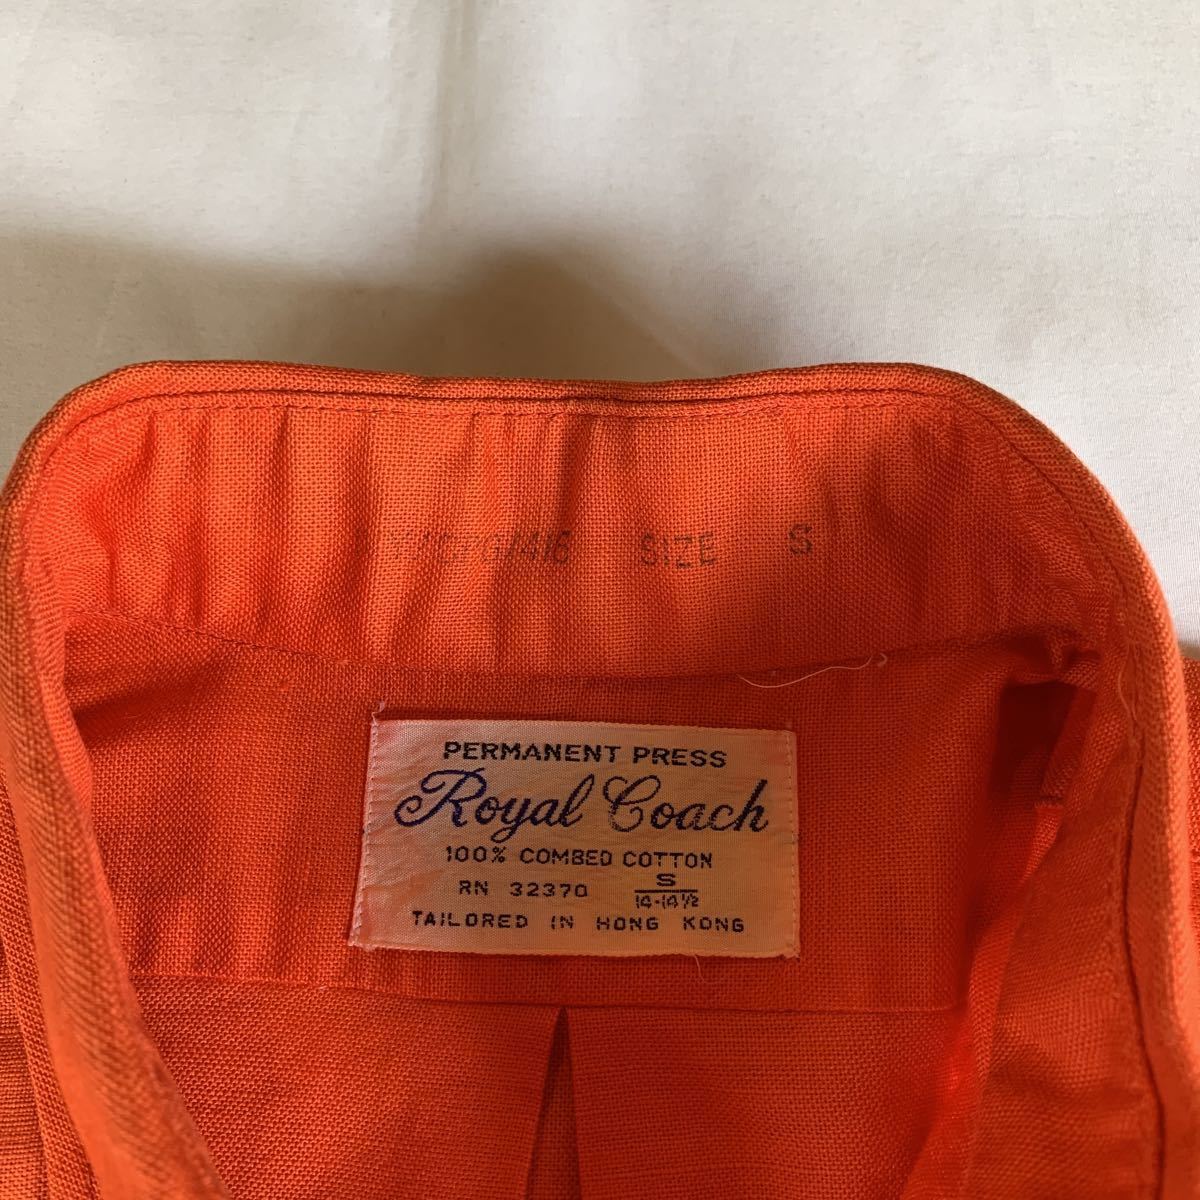 SIZE S
PERMANENT PRESS
Royal Coach
100% COMBED COTTON
RN 32370 S
14-14½
TAILORED IN HONG KONG